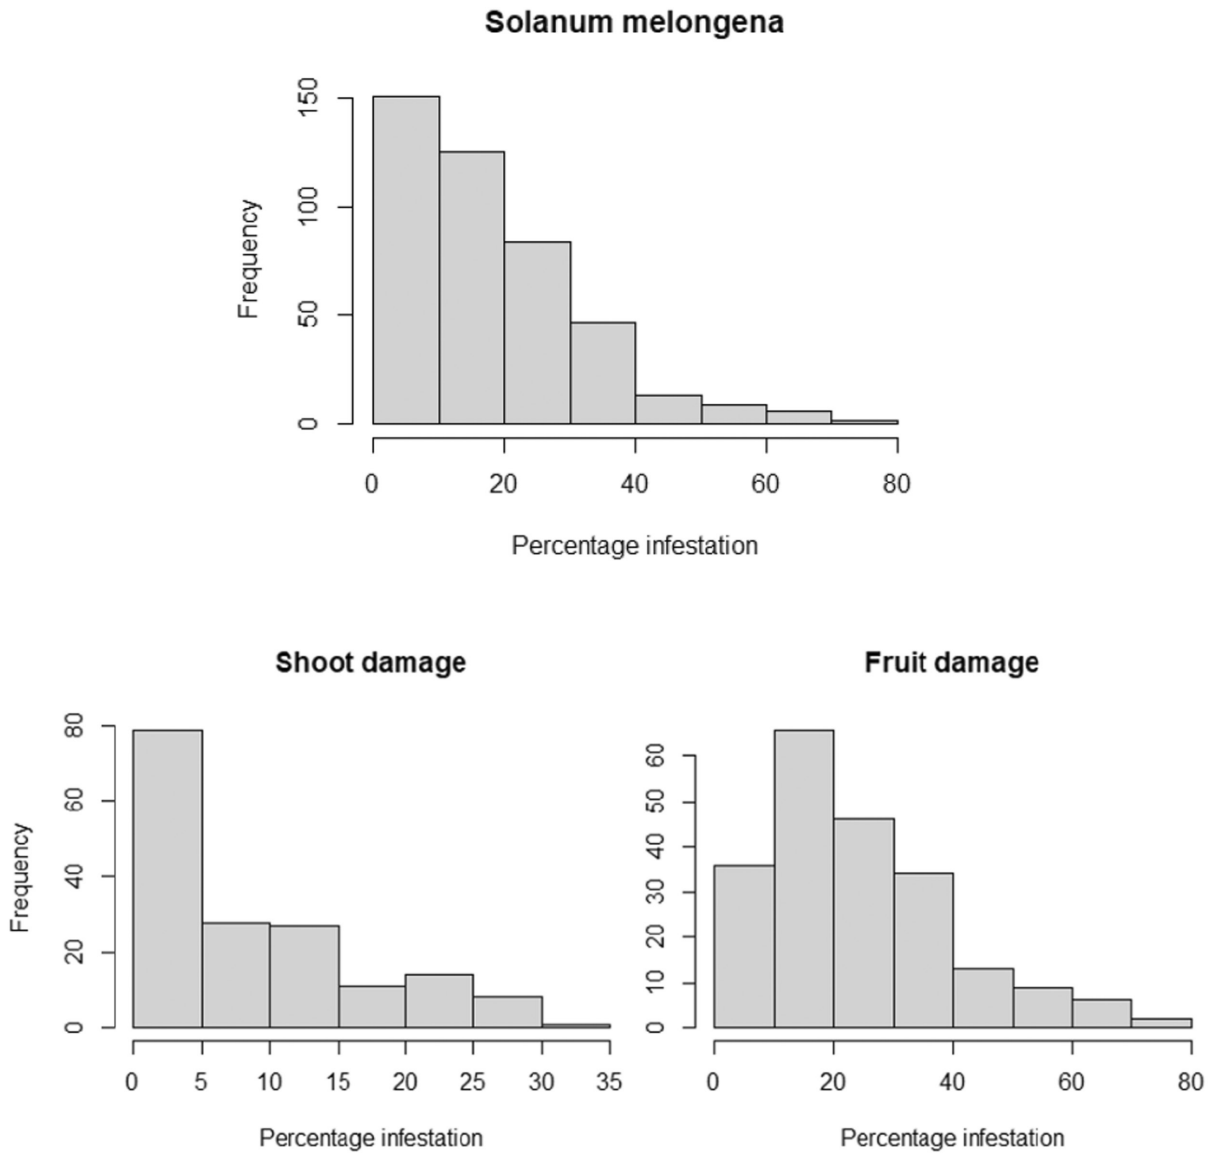 Solanum melongena
150
100
50
0
Frequency
0 20 40 60 80
Percentage infestation
Shoot damage
80
60
40
20
0
Frequency
0 5 10 15 20 25 30 35
Percentage infestation
Fruit damage
60
50
40
30
20
10
0
0 20 40 60 80
Percentage infestation